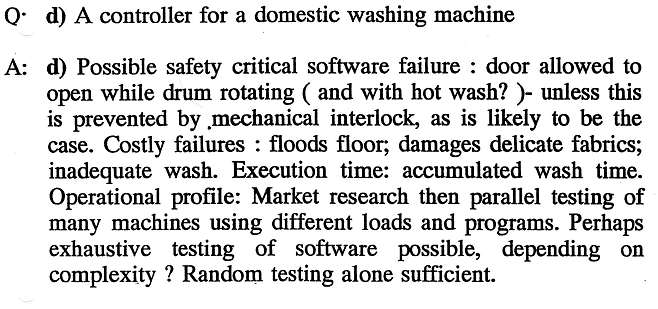 Q· d) A controller for a domestic washing machine
A: d) Possible safety critical software failure : door allowed to
open while drum rotating ( and with hot wash? )- unless this
is prevented by mechanical interlock, as is likely to be the
case. Costly failures : floods floor; damages delicate fabrics;
inadequate wash. Execution time: accumulated wash time.
Operational profile: Market research then parallel testing of
many machines using different loads and programs. Perhaps
exhaustive testing of software possible, depending on
complexity ? Random testing alone sufficient.